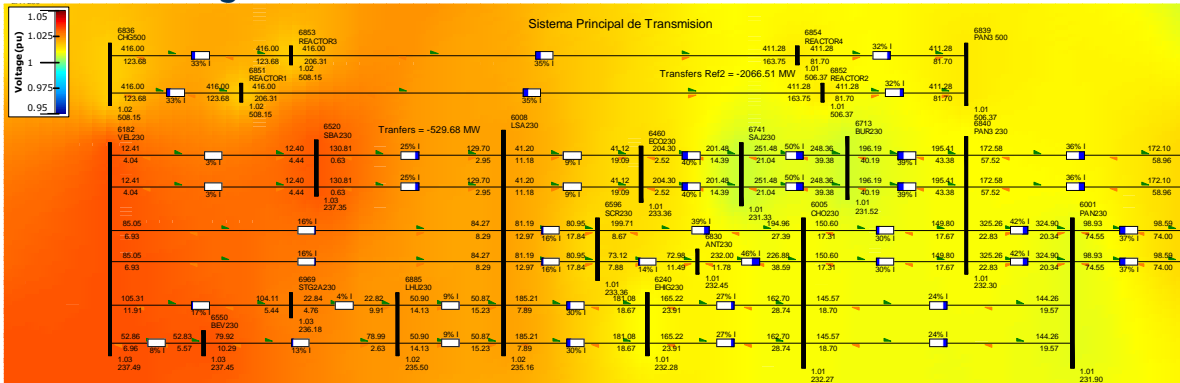 Sistema Principal de Transmision
1.05
1.025
1
0.975
0.95
Voltage(pu)
6836
CHG500
6853
REACTOR3
6854
REACTOR4
6839
PAN3 500
416.00 416.00 411.28 411.28 411.28
123.68 33% I 123.68 206.31 35% I 163.75 81.70 32% I 81.70
6851
REACTOR1
1.02
508.15
1.01
506.37
6852
REACTOR2
Transfers Ref2 = -2066.51 MW
416.00 416.00 416.00 411.28 411.28 411.28
123.68 33% I 123.68 206.31 35% I 163.75 81.70 32% I 81.70
1.02
508.15
1.02
508.15
1.01
506.37
1.01
506.37
6182
VEL230
6520
SBA230
Tranfers = -529.68 MW
6008
LSA230
6460
ECO230
6741
SAJ230
6713
BUR230
6840
PAN3 230
12.41 12.40 130.81 25% I 129.70 41.20 41.12 204.30 201.48 251.48 50% I 248.36 196.19 195.41 172.58 36% I 172.10
4.04 3% I 4.44 0.63 2.95 11.18 9% I 19.09 2.52 40% I 14.39 21.04 39.38 40.19 39% I 43.38 57.52 58.96
12.41 12.40 130.81 25% I 129.70 41.20 41.12 204.30 201.48 251.48 50% I 248.36 196.19 195.41 172.58 36% I 172.10
4.04 3% I 4.44 0.63 2.95 11.18 9% I 19.09 2.52 40% I 14.39 21.04 39.38 40.19 39% I 43.38 57.52 58.96
1.03
237.35
1.01
233.36
1.01
231.33
1.01
231.52
6596
SCR230
6005
CHO230
6001
PAN230
85.05 16% I 84.27 81.19 80.95 199.71 39% I 194.96 150.60 149.80 325.26 42% I 324.90 98.93 98.59
6.93 8.29 12.97 16% I 17.84 8.67 27.39 17.31 30% I 17.67 22.83 20.34 74.55 37% I 74.00
6830
ANT230
85.05 16% I 84.27 81.19 80.95 73.12 72.98 232.00 46% I 226.88 150.60 149.80 325.26 42% I 324.90 98.93 98.59
6.93 8.29 12.97 16% I 17.84 7.88 14% I 11.49 11.78 38.59 17.31 30% I 17.67 22.83 20.34 74.55 37% I 74.00
1.01
233.36
1.01
232.45
1.01
232.30
6969
STG2A230
6885
LHU230
6240
EHIG230
105.31 104.11 22.84 4% I 22.82 50.90 9% I 50.87 185.21 181.08 165.22 27% I 162.70 145.57 24% I 144.26
11.91 17% I 5.44 4.76 9.91 14.13 15.23 7.89 30% I 18.67 23.91 28.74 18.70 19.57
6550
BEV230
1.03
236.18
52.86 52.83 79.92 78.99 50.90 9% I 50.87 185.21 181.08 165.22 27% I 162.70 145.57 24% I 144.26
6.96 8% I 5.57 10.29 13% I 2.63 14.13 15.23 7.89 30% I 18.67 23.91 28.74 18.70 19.57
1.03
237.49
1.03
237.45
1.02
235.50
1.02
235.16
1.01
232.28
1.01
232.27
1.01
231.90